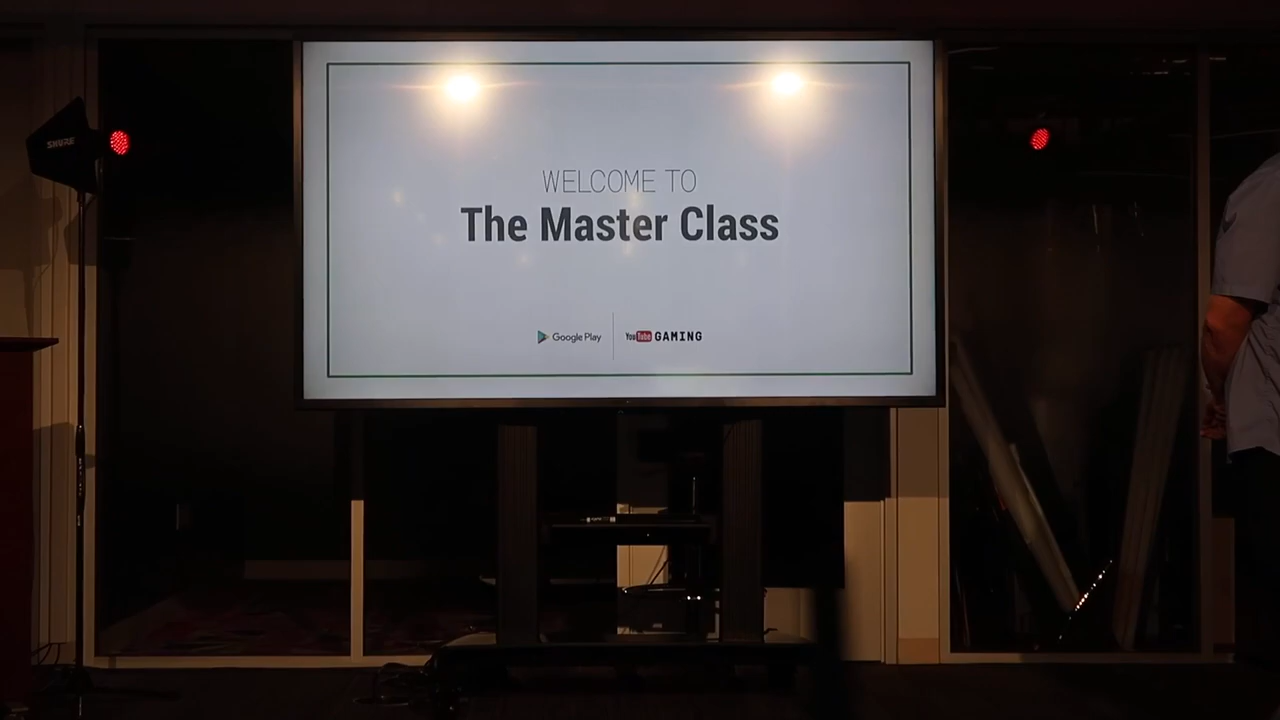 SHURE
WELCOME TO
The Master Class
Google Play
YouTube GAMING